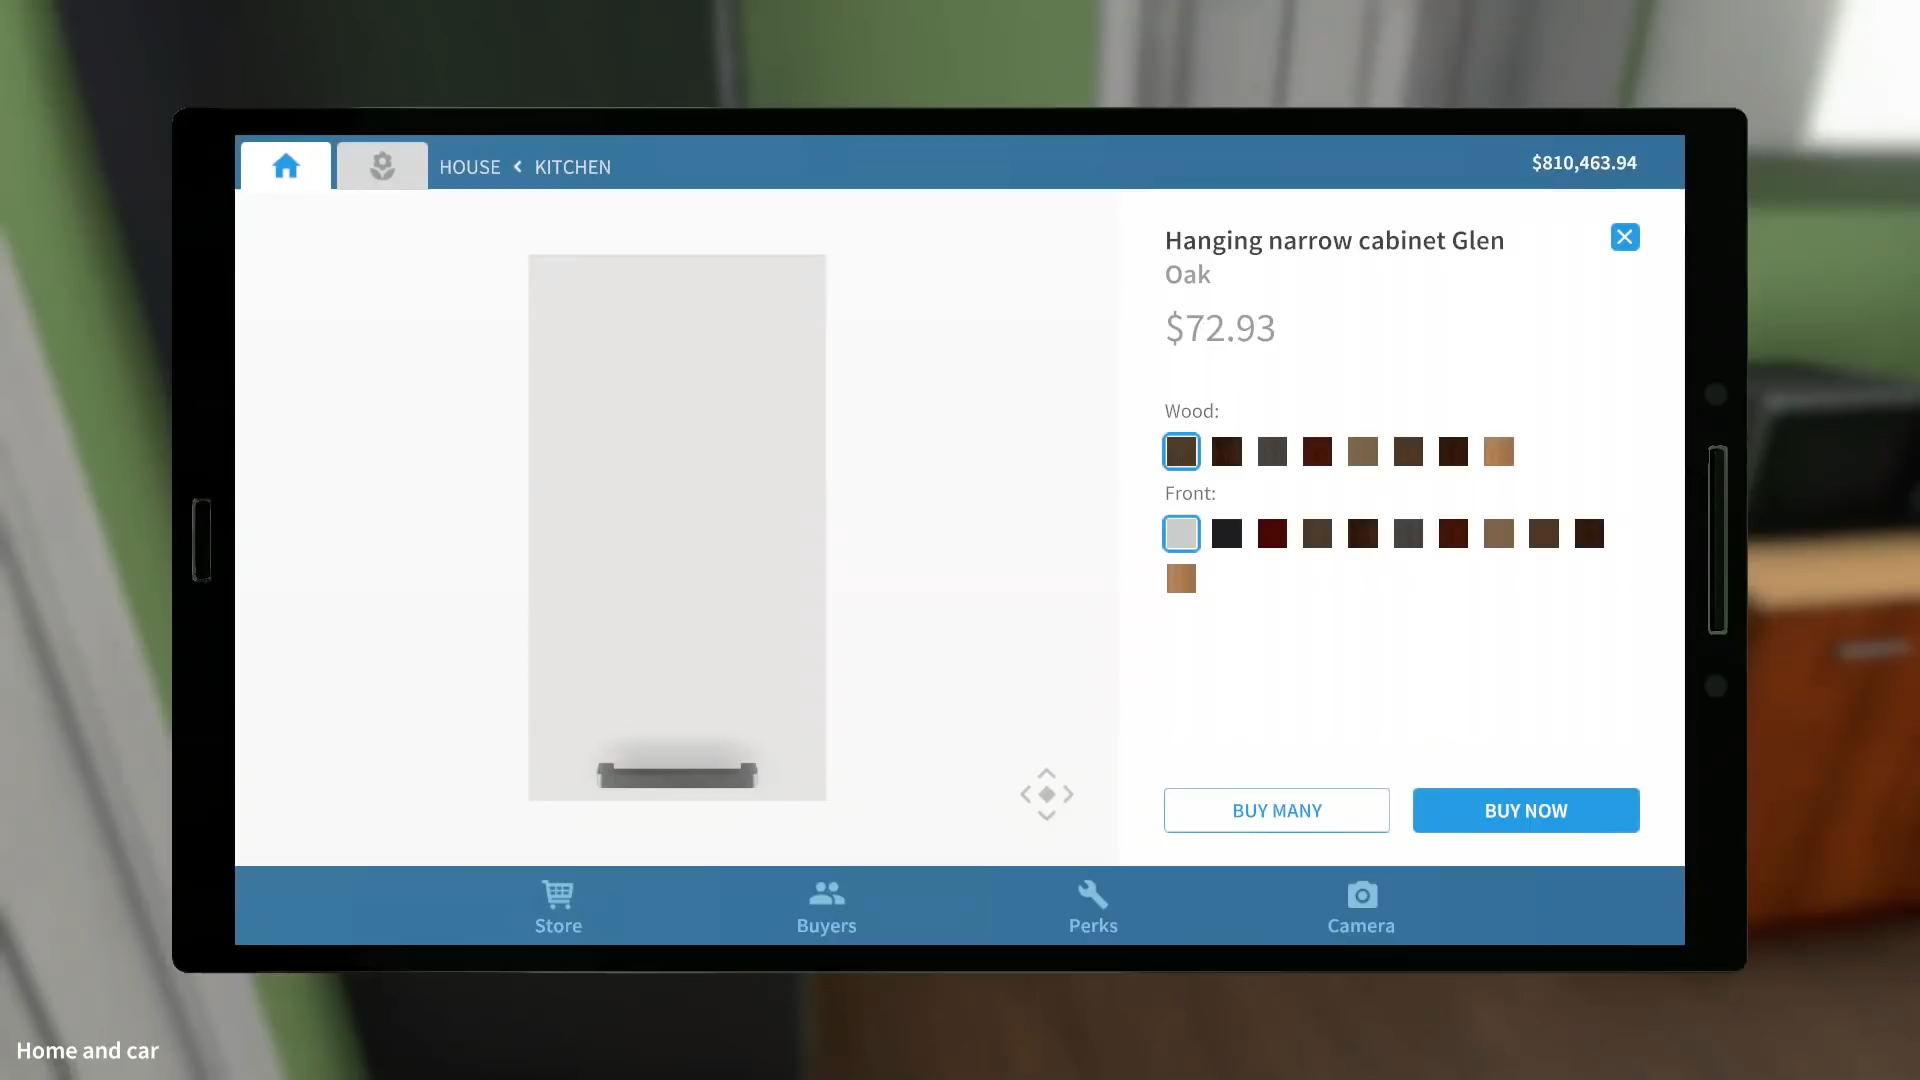 HOUSE < KITCHEN
$810,463.94
Hanging narrow cabinet Glen
Oak
$72.93
Wood:
Front:
BUY MANY
BUY NOW
Store
Buyers
Perks
Camera
Home and car